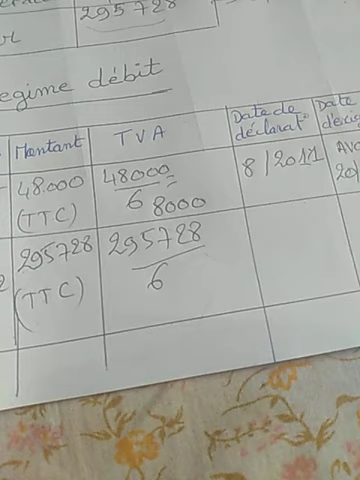 295728
egime débit
Montant TVA Date de déclarat° Date
48.000 (TTC) 48000 / 6 = 8000 8/2011
295728 (TTC) 295728 / 6